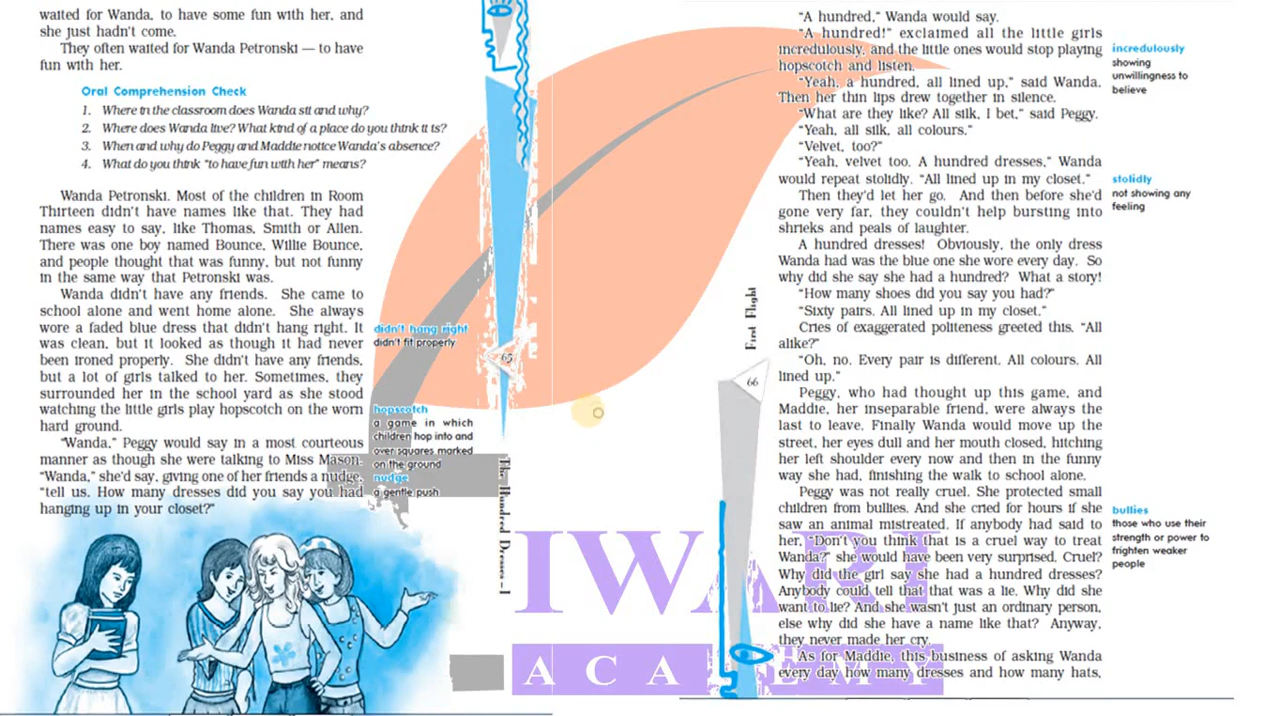 waited for Wanda, to have some fun with her, and
she just hadn't come.
They often waited for Wanda Petronski — to have
fun with her.
Oral Comprehension Check
1. Where in the classroom does Wanda sit and why?
2. Where does Wanda live? What kind of a place do you think it is?
3. When and why do Peggy and Maddie notice Wanda's absence?
4. What do you think "to have fun with her" means?
Wanda Petronski. Most of the children in Room
Thirteen didn't have names like that. They had
names easy to say, like Thomas, Smith or Allen.
There was one boy named Bounce, Willie Bounce,
and people thought that was funny, but not funny
in the same way that Petronski was.
Wanda didn't have any friends. She came to
school alone and went home alone. She always
wore a faded blue dress that didn't hang right. It
was clean, but it looked as though it had never
been ironed properly. She didn't have any friends,
but a lot of girls talked to her. Sometimes, they
surrounded her in the school yard as she stood
watching the little girls play hopscotch on the worn
hard ground.
"Wanda," Peggy would say in a most courteous
manner as though she were talking to Miss Mason.
"Wanda," she'd say, giving one of her friends a nudge,
"tell us. How many dresses did you say you had
hanging up in your closet?"
didn't hang right
didn't fit properly
hopscotch
a game in which
children hop into and
over squares marked
on the ground
nudge
a gentle push
65
The Hundred Dresses – I
"A hundred," Wanda would say.
"A hundred!" exclaimed all the little girls
incredulously, and the little ones would stop playing
hopscotch and listen.
"Yeah, a hundred, all lined up," said Wanda.
Then her thin lips drew together in silence.
"What are they like? All silk, I bet," said Peggy.
"Yeah, all silk, all colours."
"Velvet, too?"
"Yeah, velvet too. A hundred dresses," Wanda
would repeat stolidly. "All lined up in my closet."
Then they'd let her go. And then before she'd
gone very far, they couldn't help bursting into
shrieks and peals of laughter.
A hundred dresses! Obviously, the only dress
Wanda had was the blue one she wore every day. So
why did she say she had a hundred? What a story!
"How many shoes did you say you had?"
"Sixty pairs. All lined up in my closet."
Cries of exaggerated politeness greeted this. "All
alike?"
"Oh, no. Every pair is different. All colours. All
lined up."
Peggy, who had thought up this game, and
Maddie, her inseparable friend, were always the
last to leave. Finally Wanda would move up the
street, her eyes dull and her mouth closed, hitching
her left shoulder every now and then in the funny
way she had, finishing the walk to school alone.
Peggy was not really cruel. She protected small
children from bullies. And she cried for hours if she
saw an animal mistreated. If anybody had said to
her, "Don't you think that is a cruel way to treat
Wanda?" she would have been very surprised. Cruel?
Why did the girl say she had a hundred dresses?
Anybody could tell that that was a lie. Why did she
want to lie? And she wasn't just an ordinary person,
else why did she have a name like that? Anyway,
they never made her cry.
As for Maddie, this business of asking Wanda
every day how many dresses and how many hats,
incredulously
showing
unwillingness to
believe
stolidly
not showing any
feeling
bullies
those who use their
strength or power to
frighten weaker
people
First Flight
66
IWARI
ACADEMY